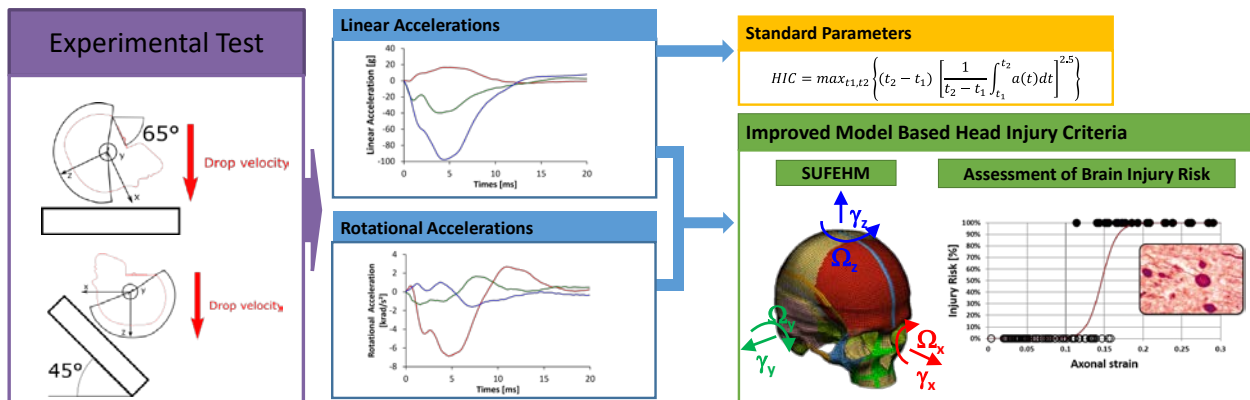 Experimental Test
65°
y
z
x
Drop velocity
x
y
z
Drop velocity
45°
Linear Accelerations
Linear Acceleration [g]
40
20
0
-20
-40
-60
-80
-100
0
5
10
15
20
Times [ms]
Rotational Accelerations
Rotational Acceleration
[krad/s²]
4
2
0
-2
-4
-6
-8
0
5
10
15
20
Times [ms]
Standard Parameters
HIC = max_{t1,t2} {(t₂ − t₁) [1/(t₂ − t₁) ∫_{t₁}^{t₂} a(t)dt]^{2.5}}
Improved Model Based Head Injury Criteria
SUFEHM
γz
Ωz
Ωy
γy
Ωx
γx
Assessment of Brain Injury Risk
Injury Risk [%]
100%
90%
80%
70%
60%
50%
40%
30%
20%
10%
0%
0
0.05
0.1
0.15
0.2
0.25
0.3
Axonal strain